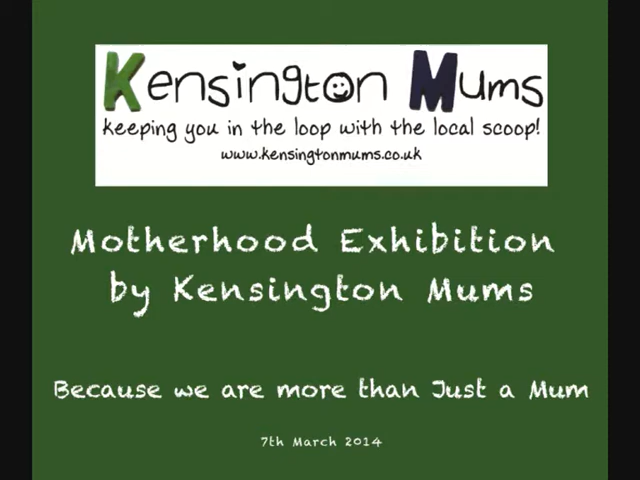 Kensington Mums
keeping you in the loop with the local scoop!
www.kensingtonmums.co.uk
Motherhood Exhibition
by Kensington Mums
Because we are more than Just a Mum
7th March 2014